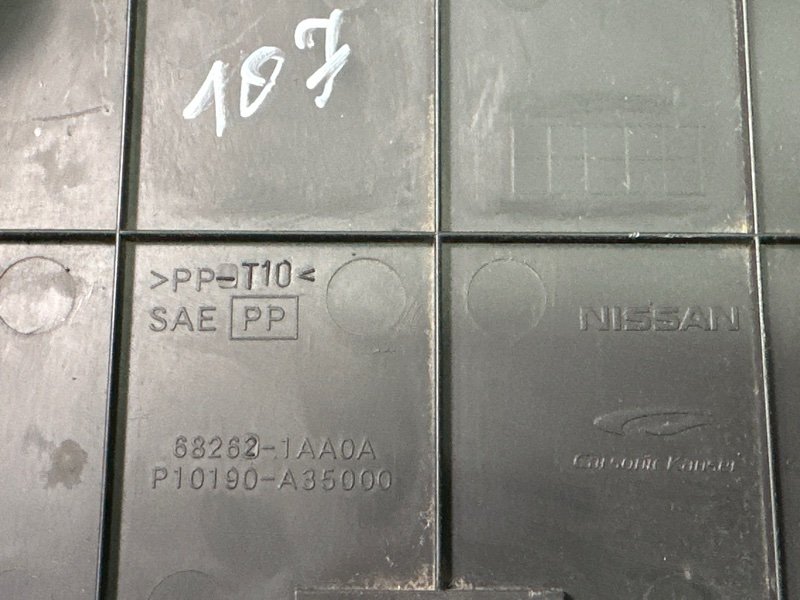 107
>PP-T10<
SAE PP
NISSAN
68262-1AA0A
P10190-A35000
Calsonic Kansei